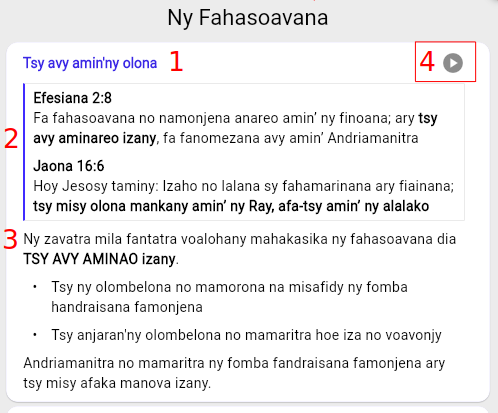 Ny Fahasoavana
Tsy avy amin'ny olona 1
4
Efesiana 2:8
Fa fahasoavana no namonjena anareo amin’ ny finoana; ary tsy
2 avy aminareo izany, fa fanomezana avy amin’ Andriamanitra
Jaona 16:6
Hoy Jesosy taminy: Izaho no lalana sy fahamarinana ary fiainana;
tsy misy olona mankany amin’ ny Ray, afa-tsy amin’ ny alalako
3 Ny zavatra mila fantatra voalohany mahakasika ny fahasoavana dia
TSY AVY AMINAO izany.
• Tsy ny olombelona no mamorona na misafidy ny fomba
handraisana famonjena
• Tsy anjaran'ny olombelona no mamaritra hoe iza no voavonjy
Andriamanitra no mamaritra ny fomba fandraisana famonjena ary
tsy misy afaka manova izany.